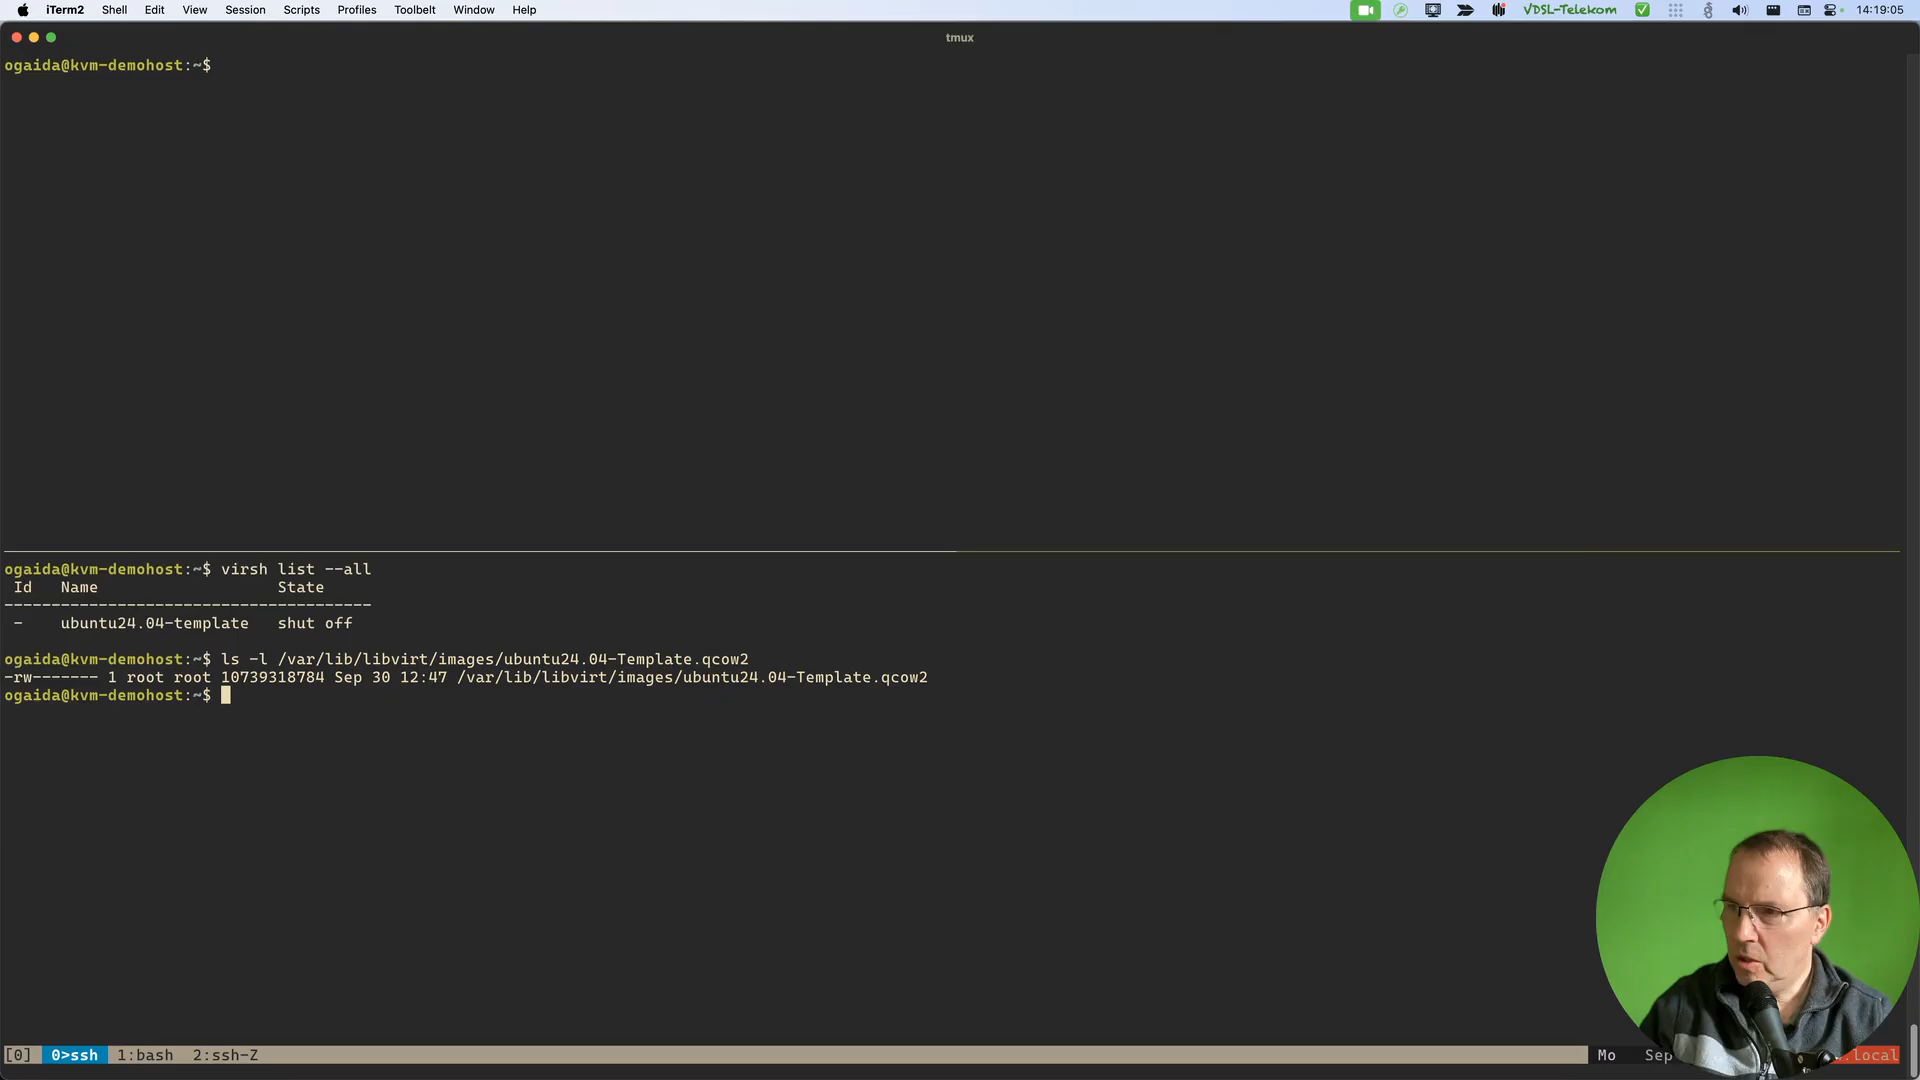 iTerm2 Shell Edit View Session Scripts Profiles Toolbelt Window Help VDSL-Telekom 14:19:05
tmux
ogaida@kvm-demohost:~$
ogaida@kvm-demohost:~$ virsh list --all
Id Name State
---------------------------------------
- ubuntu24.04-template shut off
ogaida@kvm-demohost:~$ ls -l /var/lib/libvirt/images/ubuntu24.04-Template.qcow2
-rw------- 1 root root 10739318784 Sep 30 12:47 /var/lib/libvirt/images/ubuntu24.04-Template.qcow2
ogaida@kvm-demohost:~$
[0] 0>ssh 1:bash 2:ssh-Z Mo Sep .local